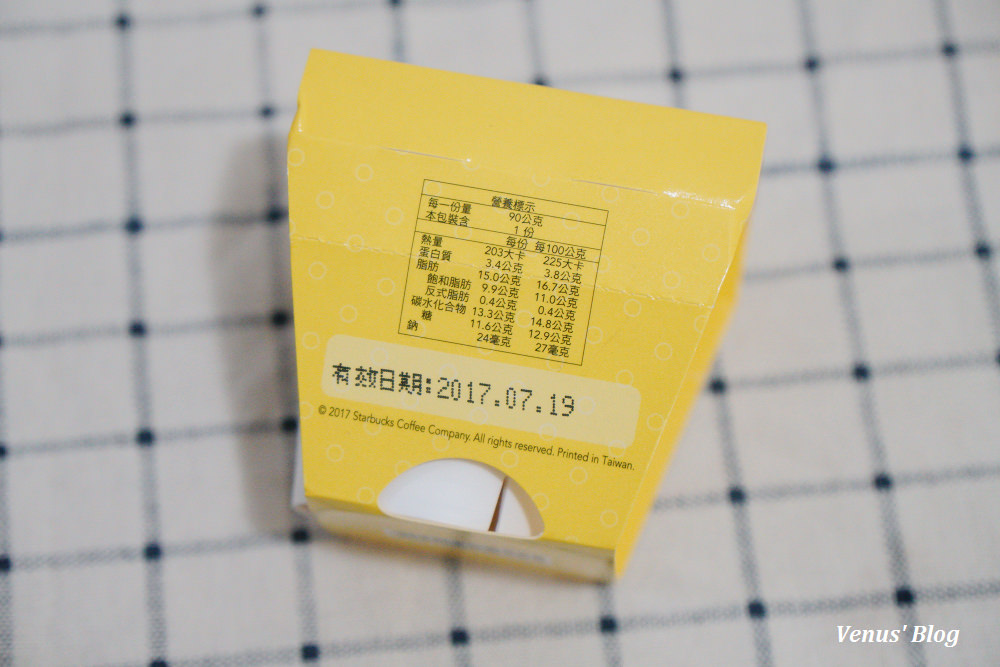 營養標示
每一份量 90公克
本包裝含 1 份
每份 每100公克
熱量 203大卡 225大卡
蛋白質 3.4公克 3.8公克
脂肪 15.0公克 16.7公克
飽和脂肪 9.9公克 11.0公克
反式脂肪 0.4公克 0.4公克
碳水化合物 13.3公克 14.8公克
糖 11.6公克 12.9公克
鈉 24毫克 27毫克
有效日期:2017.07.19
© 2017 Starbucks Coffee Company. All rights reserved. Printed in Taiwan.
Venus' Blog